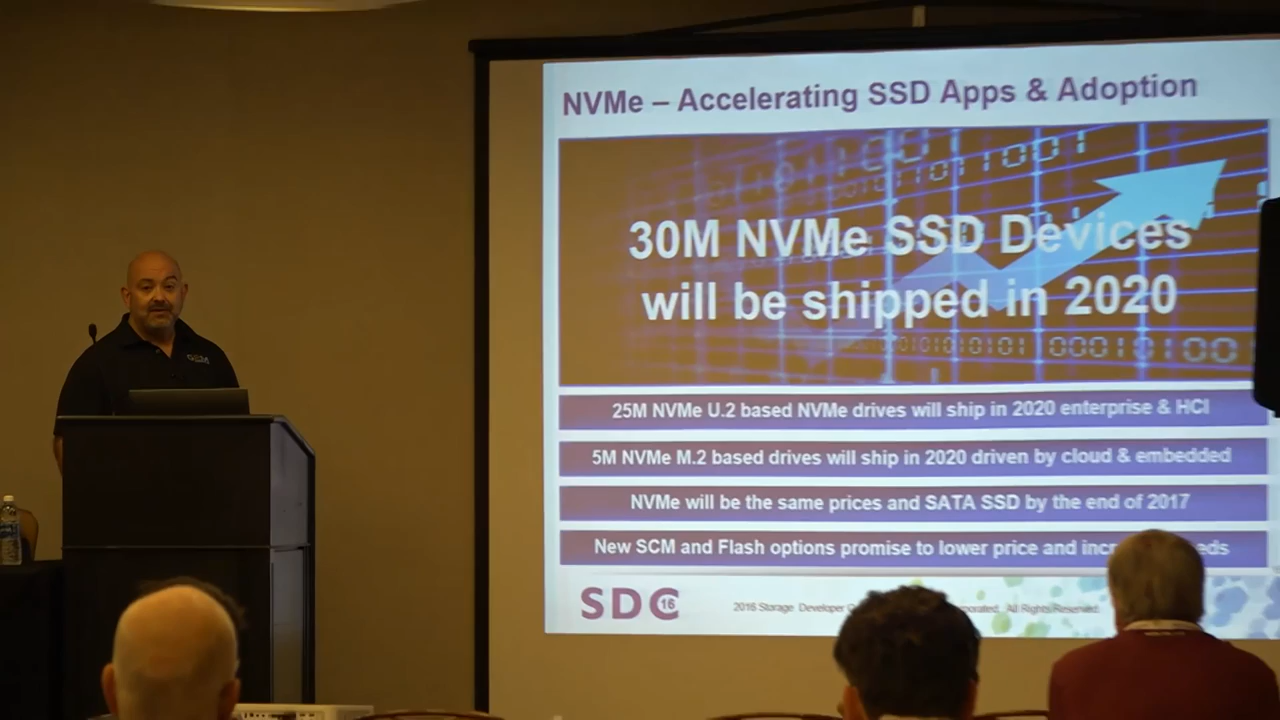 NVMe – Accelerating SSD Apps & Adoption
30M NVMe SSD Devices
will be shipped in 2020
25M NVMe U.2 based NVMe drives will ship in 2020 enterprise & HCI
5M NVMe M.2 based drives will ship in 2020 driven by cloud & embedded
NVMe will be the same prices and SATA SSD by the end of 2017
New SCM and Flash options promise to lower price and
SDC 16
2016 Storage Developer All Rights Reserved.